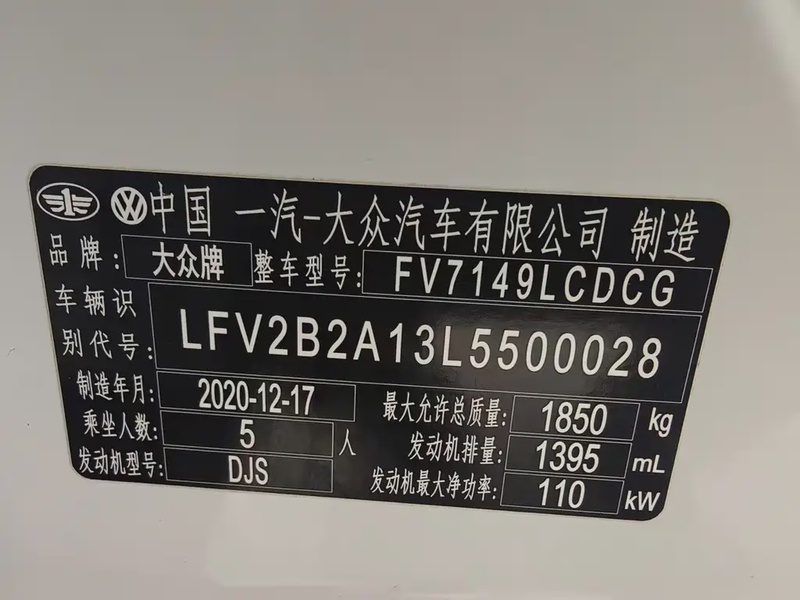 中国 一汽-大众汽车有限公司 制造
品牌: 大众牌 整车型号: FV7149LCDCG
车辆识别代号: LFV2B2A13L5500028
制造年月: 2020-12-17 最大允许总质量: 1850 kg
乘坐人数: 5 人 发动机排量: 1395 mL
发动机型号: DJS 发动机最大净功率: 110 kW